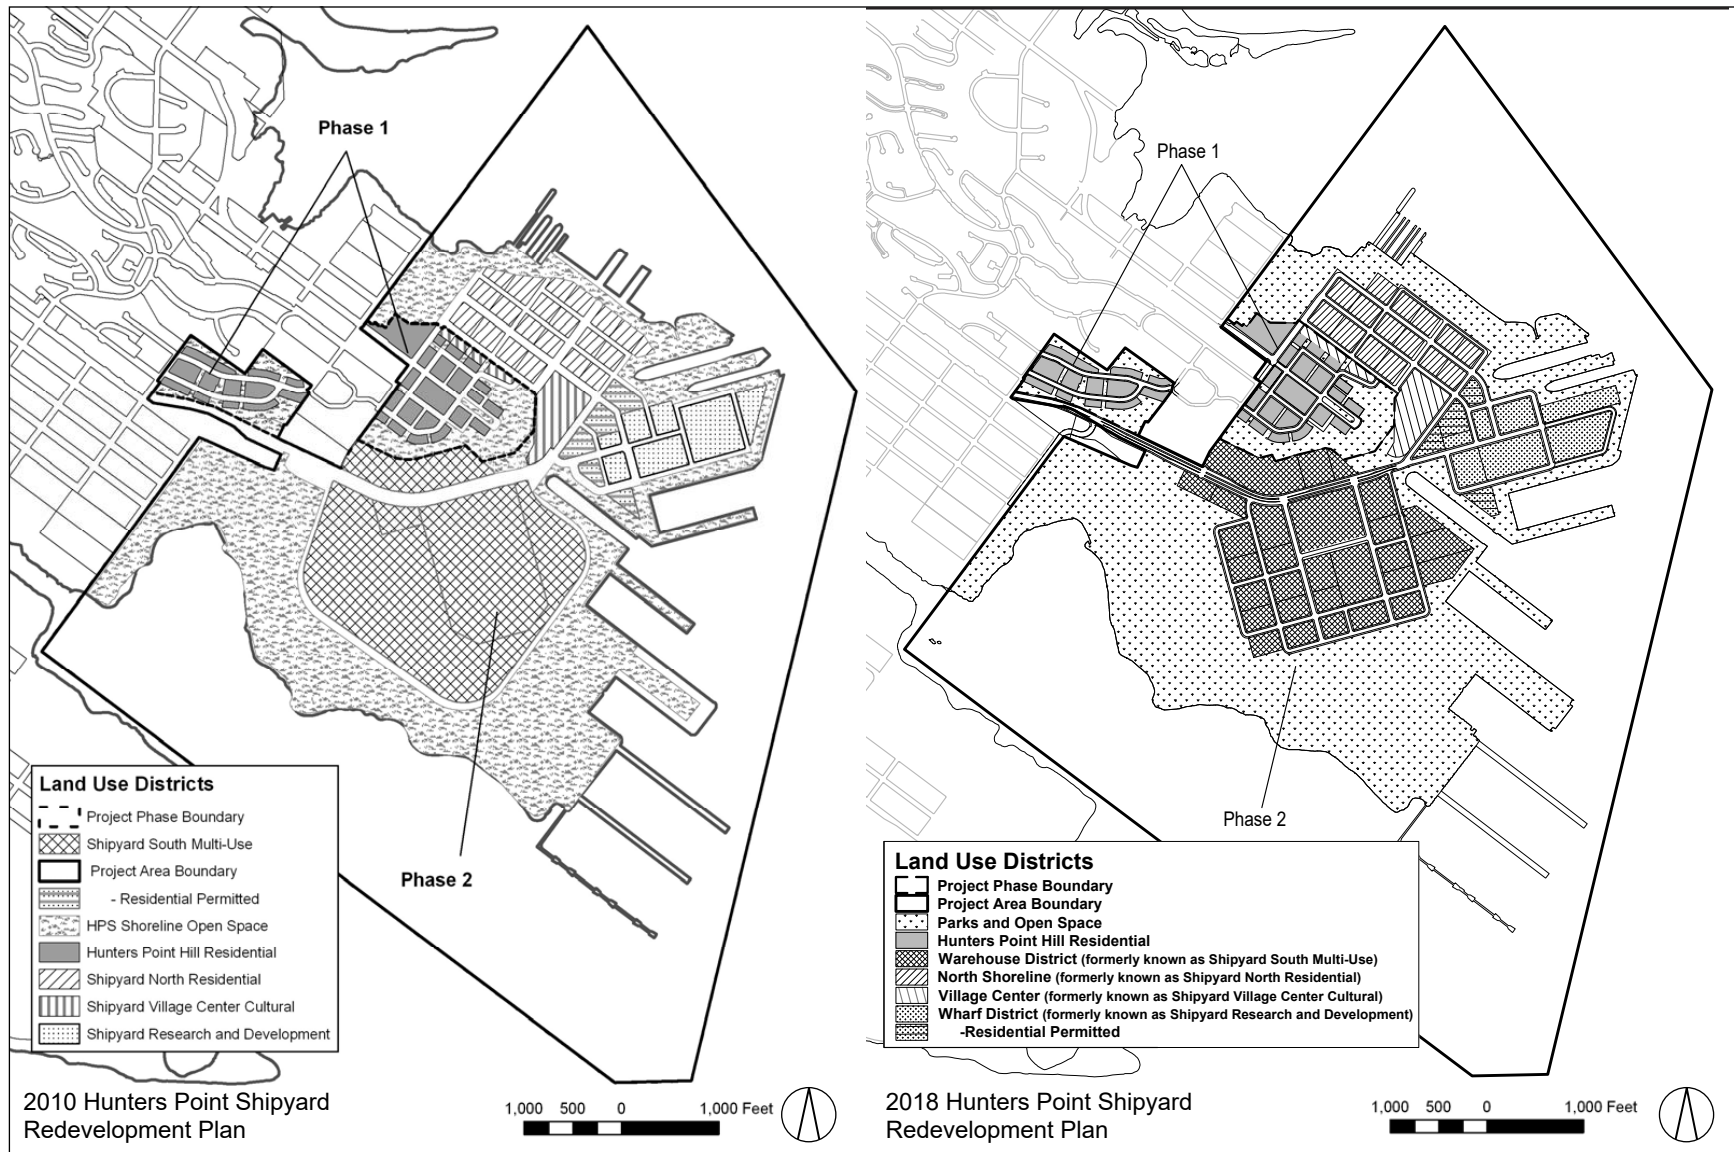 Phase 1
Phase 2
Land Use Districts
Project Phase Boundary
Shipyard South Multi-Use
Project Area Boundary
- Residential Permitted
HPS Shoreline Open Space
Hunters Point Hill Residential
Shipyard North Residential
Shipyard Village Center Cultural
Shipyard Research and Development
2010 Hunters Point Shipyard
Redevelopment Plan
1,000 500 0 1,000 Feet
Phase 1
Phase 2
Land Use Districts
Project Phase Boundary
Project Area Boundary
Parks and Open Space
Hunters Point Hill Residential
Warehouse District (formerly known as Shipyard South Multi-Use)
North Shoreline (formerly known as Shipyard North Residential)
Village Center (formerly known as Shipyard Village Center Cultural)
Wharf District (formerly known as Shipyard Research and Development)
-Residential Permitted
2018 Hunters Point Shipyard
Redevelopment Plan
1,000 500 0 1,000 Feet